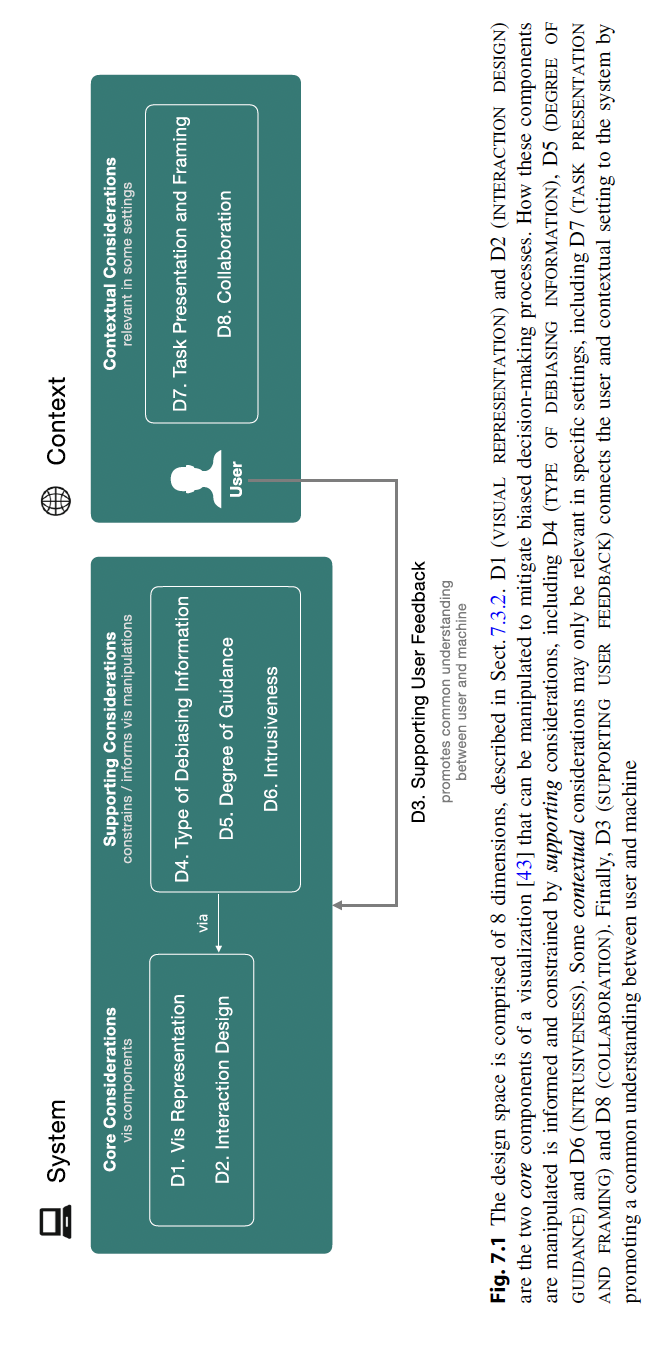 System
Context
Core Considerations
vis components
D1. Vis Representation
D2. Interaction Design
via
Supporting Considerations
constrains / informs vis manipulations
D4. Type of Debiasing Information
D5. Degree of Guidance
D6. Intrusiveness
User
Contextual Considerations
relevant in some settings
D7. Task Presentation and Framing
D8. Collaboration
D3. Supporting User Feedback
promotes common understanding
between user and machine
Fig. 7.1 The design space is comprised of 8 dimensions, described in Sect. 7.3.2. D1 (VISUAL REPRESENTATION) and D2 (INTERACTION DESIGN)
are the two core components of a visualization [43] that can be manipulated to mitigate biased decision-making processes. How these components
are manipulated is informed and constrained by supporting considerations, including D4 (TYPE OF DEBIASING INFORMATION), D5 (DEGREE OF
GUIDANCE) and D6 (INTRUSIVENESS). Some contextual considerations may only be relevant in specific settings, including D7 (TASK PRESENTATION
AND FRAMING) and D8 (COLLABORATION). Finally, D3 (SUPPORTING USER FEEDBACK) connects the user and contextual setting to the system by
promoting a common understanding between user and machine